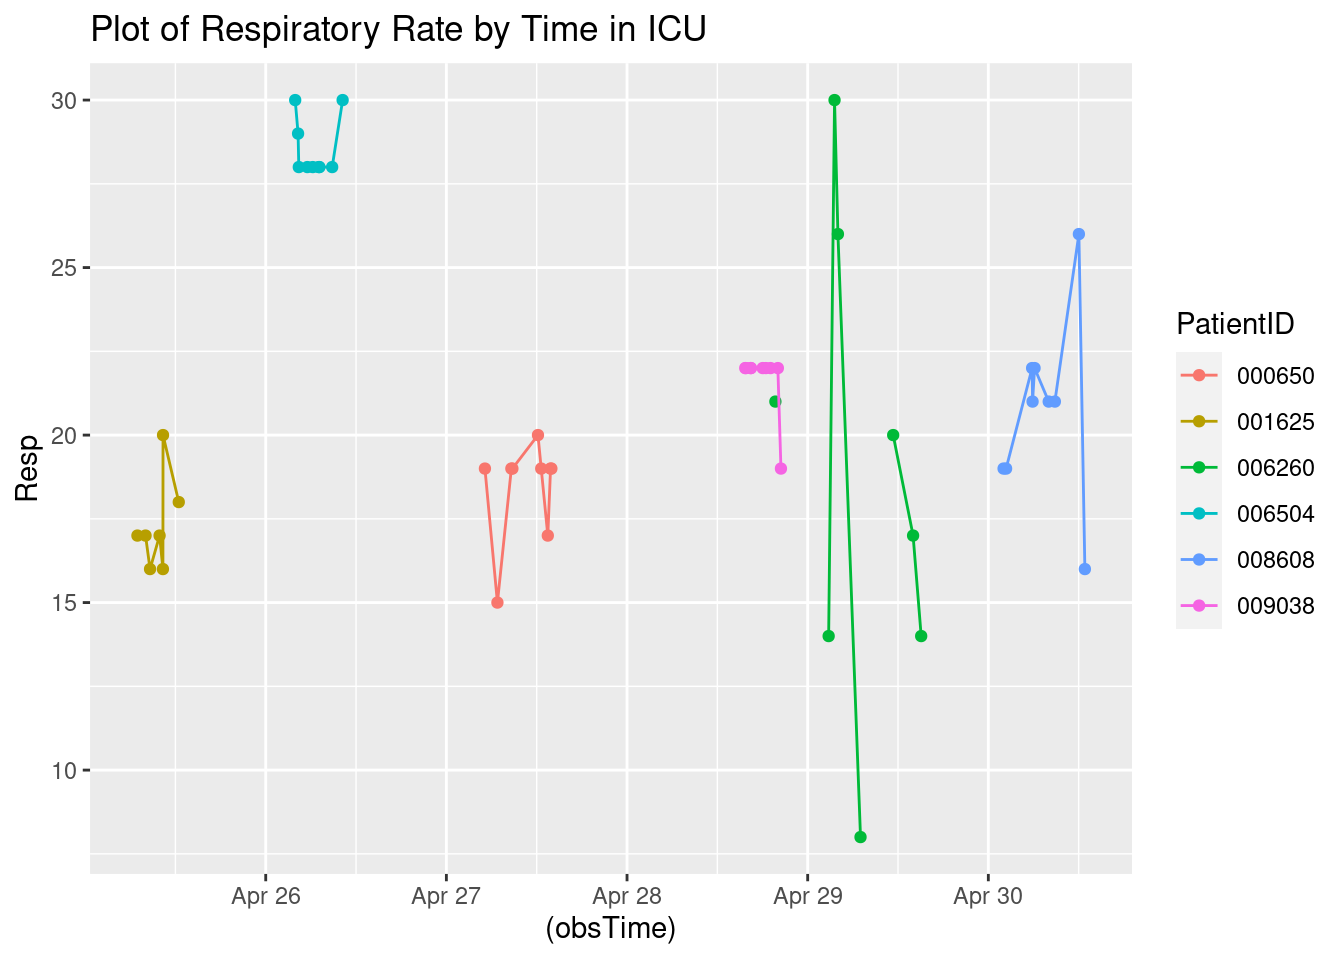 Plot of Respiratory Rate by Time in ICU
30
25
20
15
10
Resp
Apr 26 Apr 27 Apr 28 Apr 29 Apr 30
(obsTime)
PatientID
000650
001625
006260
006504
008608
009038